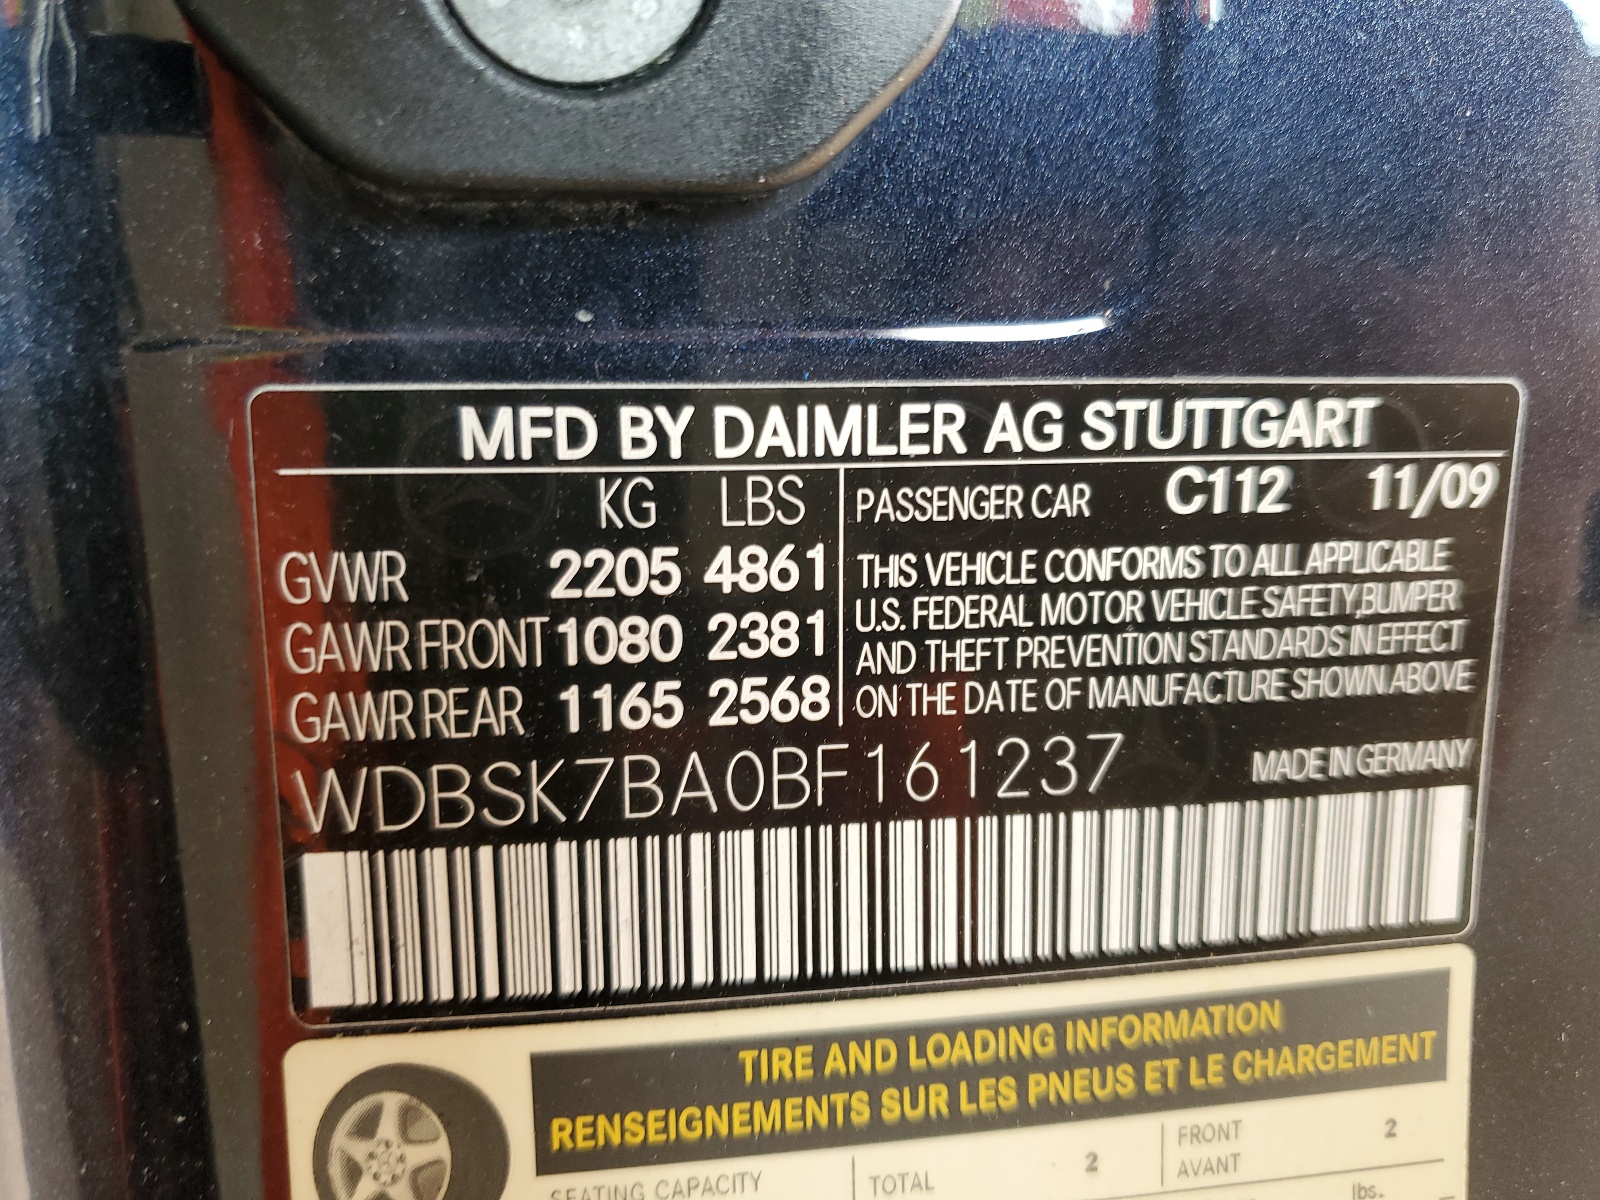 MFD BY DAIMLER AG STUTTGART
KG LBS
GVWR 2205 4861
GAWR FRONT 1080 2381
GAWR REAR 1165 2568
PASSENGER CAR C112 11/09
THIS VEHICLE CONFORMS TO ALL APPLICABLE
U.S. FEDERAL MOTOR VEHICLE SAFETY,BUMPER
AND THEFT PREVENTION STANDARDS IN EFFECT
ON THE DATE OF MANUFACTURE SHOWN ABOVE
WDBSK7BA0BF161237
MADE IN GERMANY
TIRE AND LOADING INFORMATION
RENSEIGNEMENTS SUR LES PNEUS ET LE CHARGEMENT
SEATING CAPACITY
TOTAL 2
FRONT 2
AVANT
lbs.